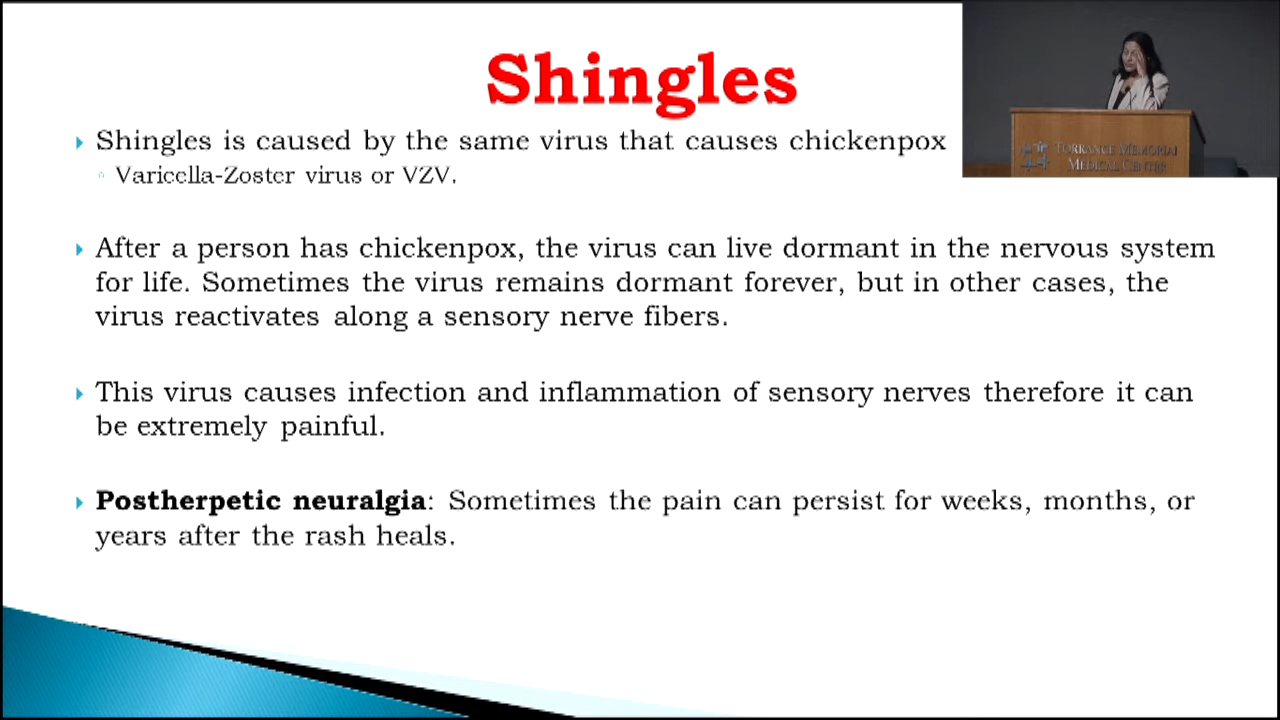 Shingles
Shingles is caused by the same virus that causes chickenpox
Varicella-Zoster virus or VZV.
After a person has chickenpox, the virus can live dormant in the nervous system
for life. Sometimes the virus remains dormant forever, but in other cases, the
virus reactivates along a sensory nerve fibers.
This virus causes infection and inflammation of sensory nerves therefore it can
be extremely painful.
Postherpetic neuralgia: Sometimes the pain can persist for weeks, months, or
years after the rash heals.
TORRANCE MEMORIAL
MEDICAL CENTER